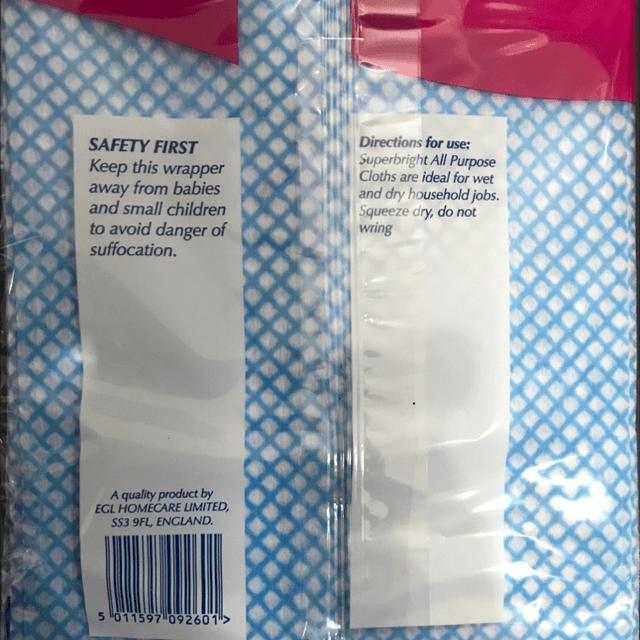 SAFETY FIRST
Keep this wrapper
away from babies
and small children
to avoid danger of
suffocation.
A quality product by
EGL HOMECARE LIMITED,
SS3 9FL, ENGLAND.
5 011597 092601 >
Directions for use:
Superbright All Purpose
Cloths are ideal for wet
and dry household jobs.
Squeeze dry, do not
wring